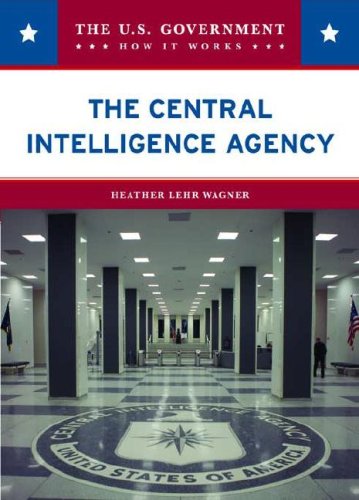 THE U.S. GOVERNMENT
HOW IT WORKS
THE CENTRAL
INTELLIGENCE AGENCY
HEATHER LEHR WAGNER
CENTRAL INTELLIGENCE AGENCY
UNITED STATES OF AMERICA